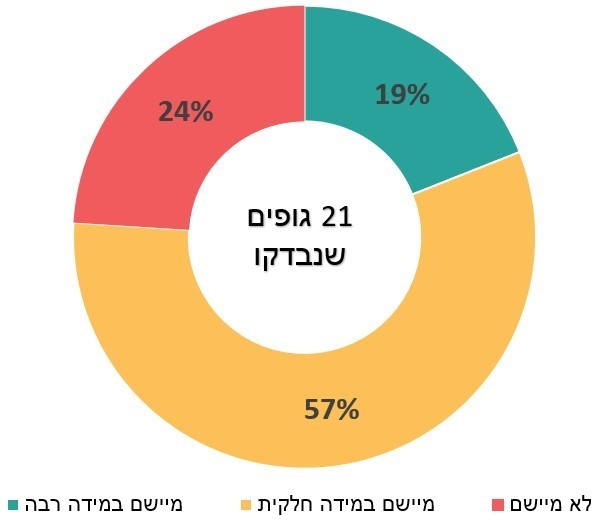 19%
24%
21 גופים
שנבדקו
57%
לא מיישם מיישם במידה חלקית מיישם במידה רבה